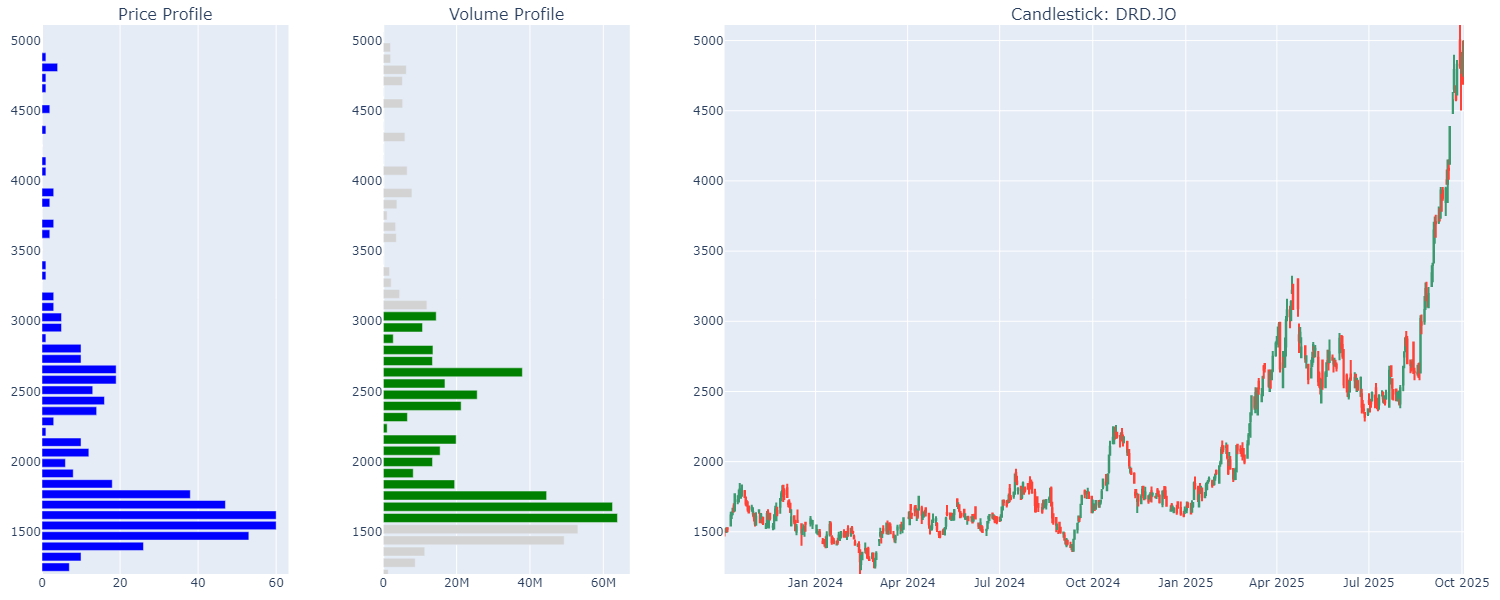 Price Profile
Volume Profile
Candlestick: DRD.JO
5000
4500
4000
3500
3000
2500
2000
1500
0
20
40
60
5000
4500
4000
3500
3000
2500
2000
1500
0
20M
40M
60M
5000
4500
4000
3500
3000
2500
2000
1500
Jan 2024
Apr 2024
Jul 2024
Oct 2024
Jan 2025
Apr 2025
Jul 2025
Oct 2025